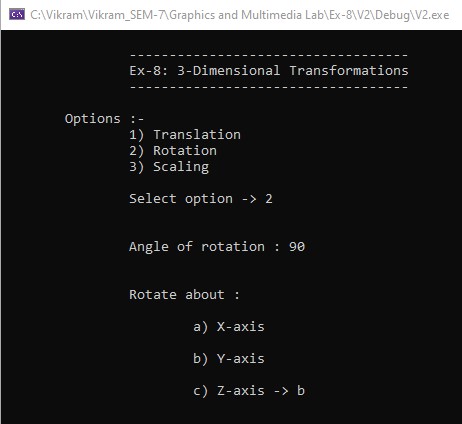 C:\Vikram\Vikram_SEM-7\Graphics and Multimedia Lab\Ex-8\V2\Debug\V2.exe
-----------------------------------
Ex-8: 3-Dimensional Transformations
-----------------------------------
Options :-
1) Translation
2) Rotation
3) Scaling
Select option -> 2
Angle of rotation : 90
Rotate about :
a) X-axis
b) Y-axis
c) Z-axis -> b